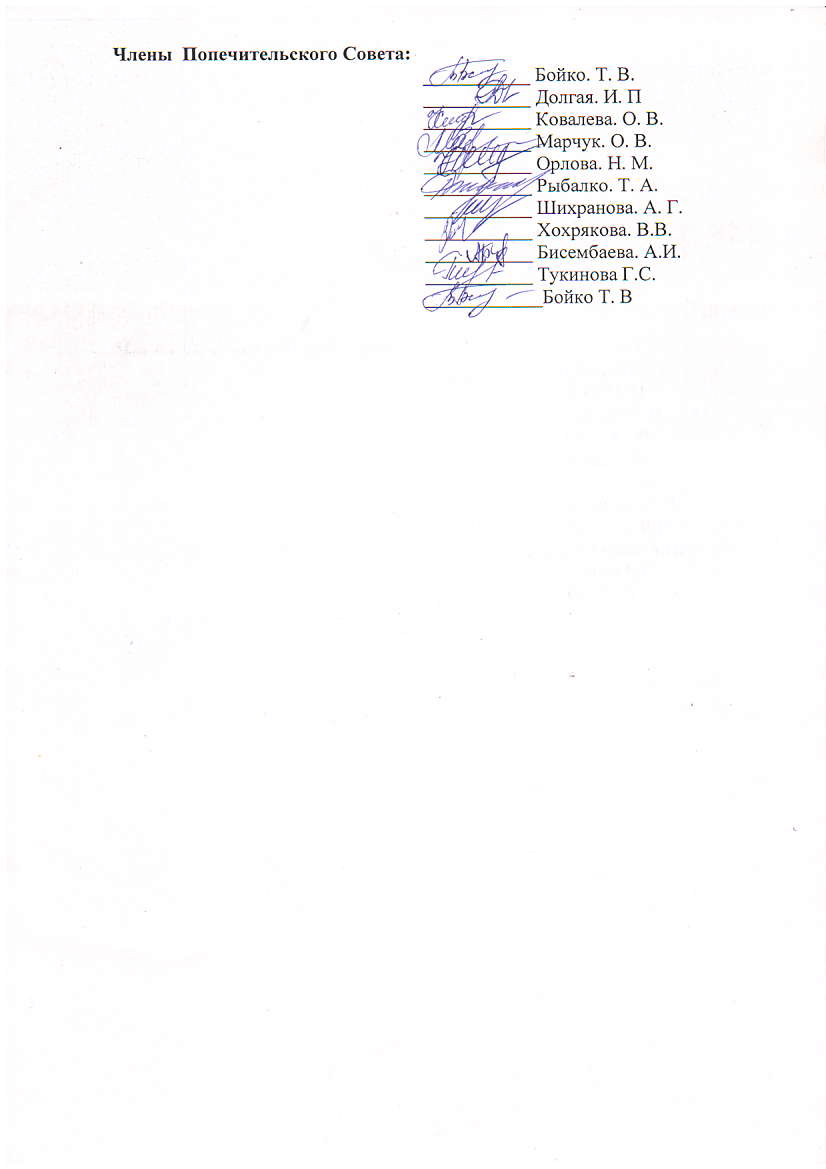 Члены Попечительского Совета:
Бойко. Т. В.
Долгая. И. П
Ковалева. О. В.
Марчук. О. В.
Орлова. Н. М.
Рыбалко. Т. А.
Шихранова. А. Г.
Хохрякова. В.В.
Бисембаева. А.И.
Тукинова Г.С.
Бойко Т. В